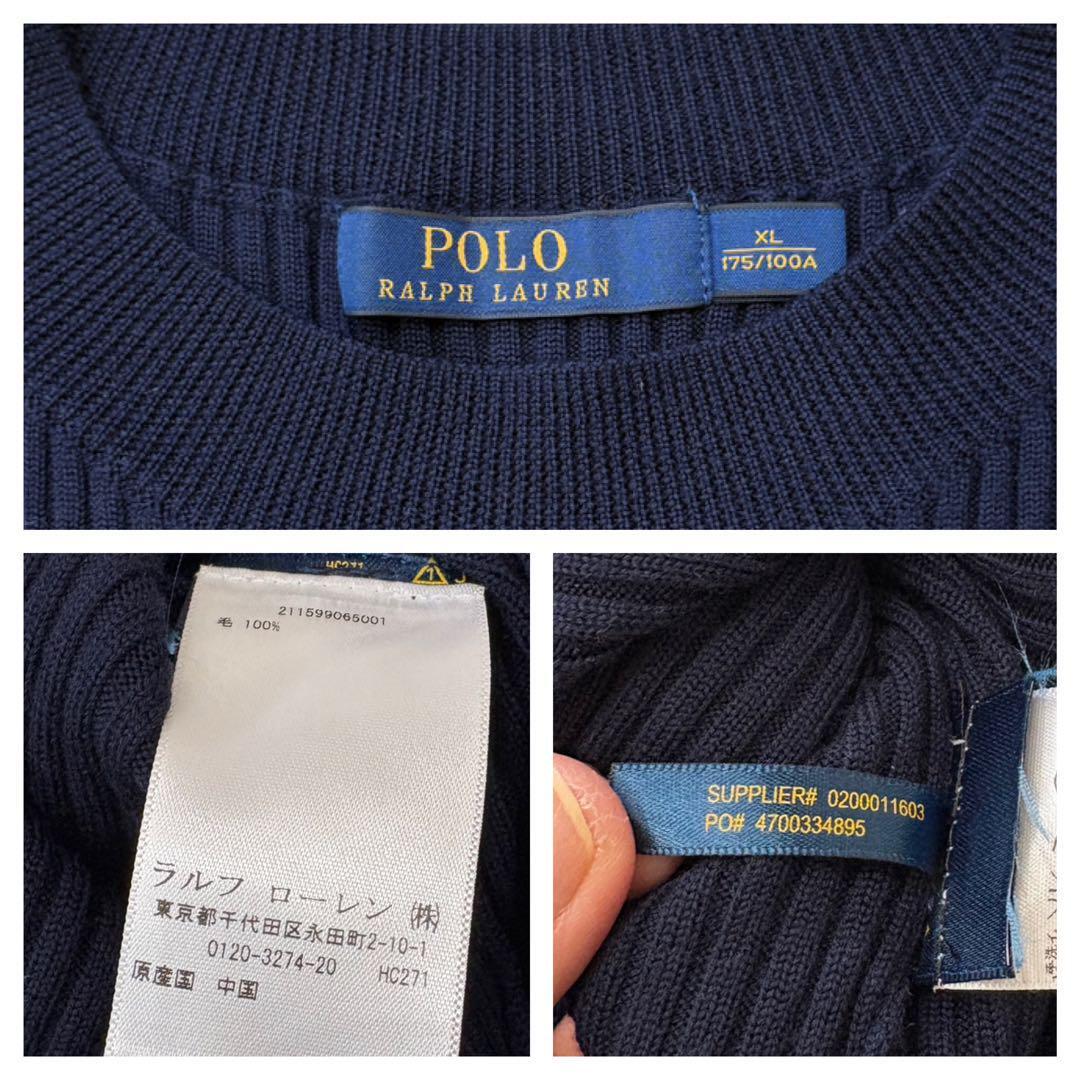 POLO
RALPH LAUREN
XL
175/100A
HC271
211599065001
毛 100%
ラルフ ローレン ㈱
東京都千代田区永田町2-10-1
0120-3274-20 HC271
原産国 中国
SUPPLIER# 0200011603
PO# 4700334895